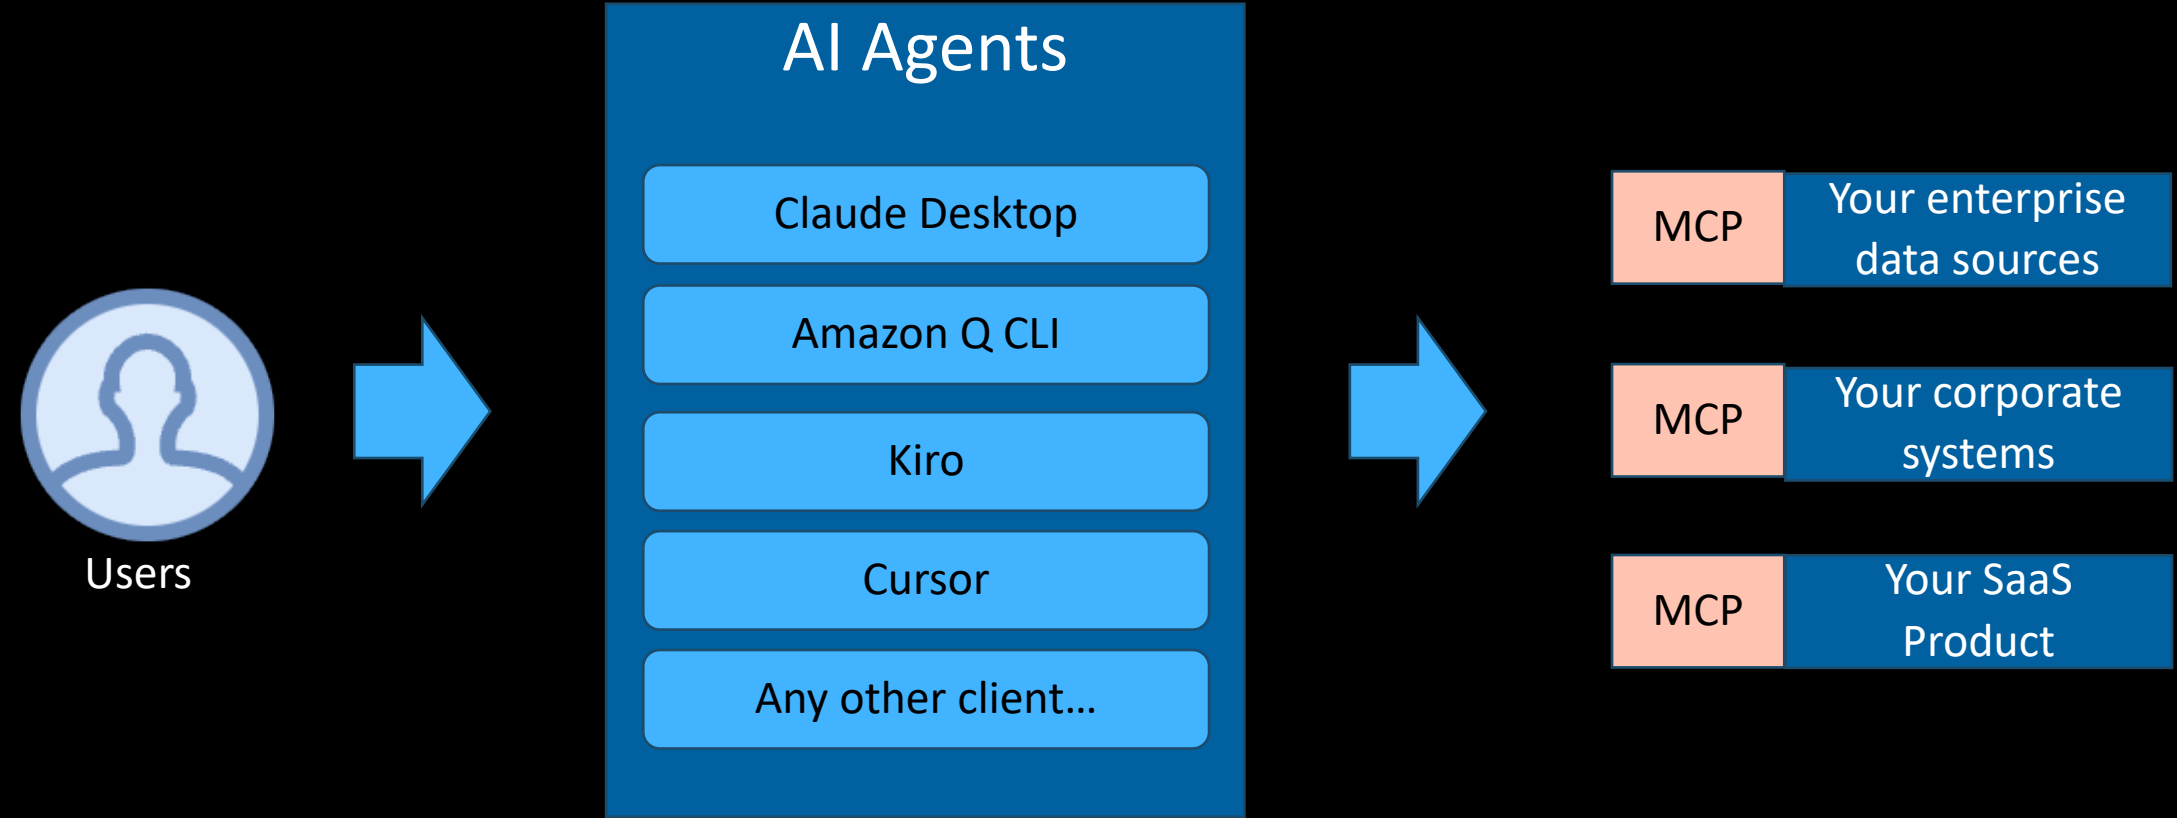 AI Agents
Claude Desktop
Amazon Q CLI
Kiro
Cursor
Any other client...
Users
MCP
Your enterprise
data sources
MCP
Your corporate
systems
MCP
Your SaaS
Product